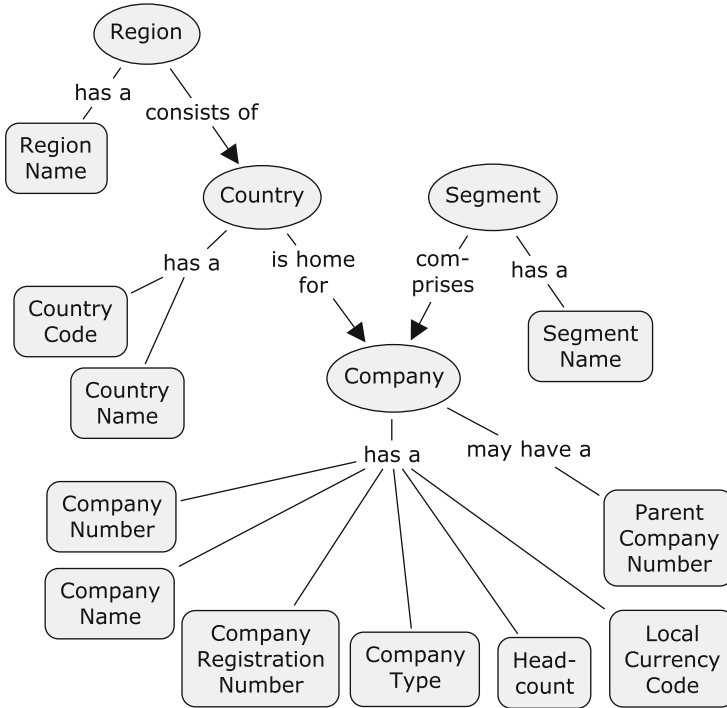 Region
has a
consists of
Region
Name
Country
Segment
has a
is home
for
com-
prises
has a
Country
Code
Segment
Name
Country
Name
Company
has a
may have a
Company
Number
Parent
Company
Number
Company
Name
Company
Registration
Number
Company
Type
Head-
count
Local
Currency
Code